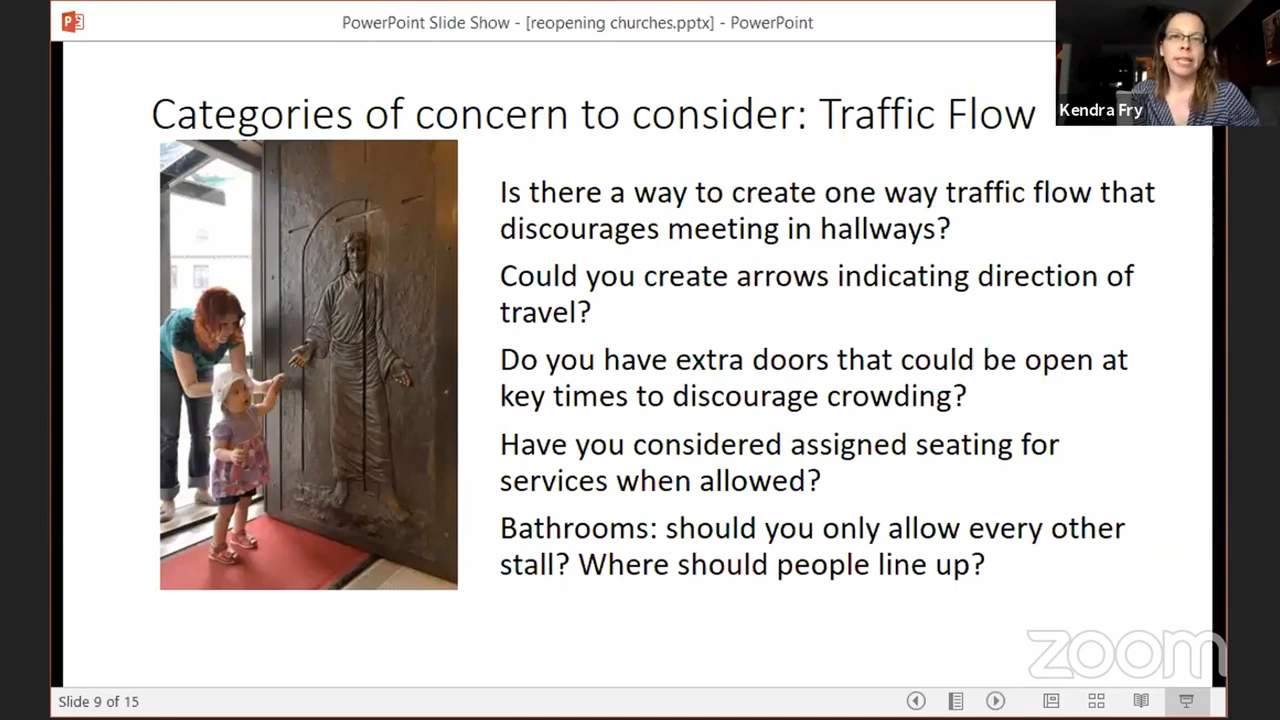 PowerPoint Slide Show - [reopening churches.pptx] - PowerPoint
Kendra Fry
Categories of concern to consider: Traffic Flow
Is there a way to create one way traffic flow that
discourages meeting in hallways?
Could you create arrows indicating direction of
travel?
Do you have extra doors that could be open at
key times to discourage crowding?
Have you considered assigned seating for
services when allowed?
Bathrooms: should you only allow every other
stall? Where should people line up?
zoom
Slide 9 of 15